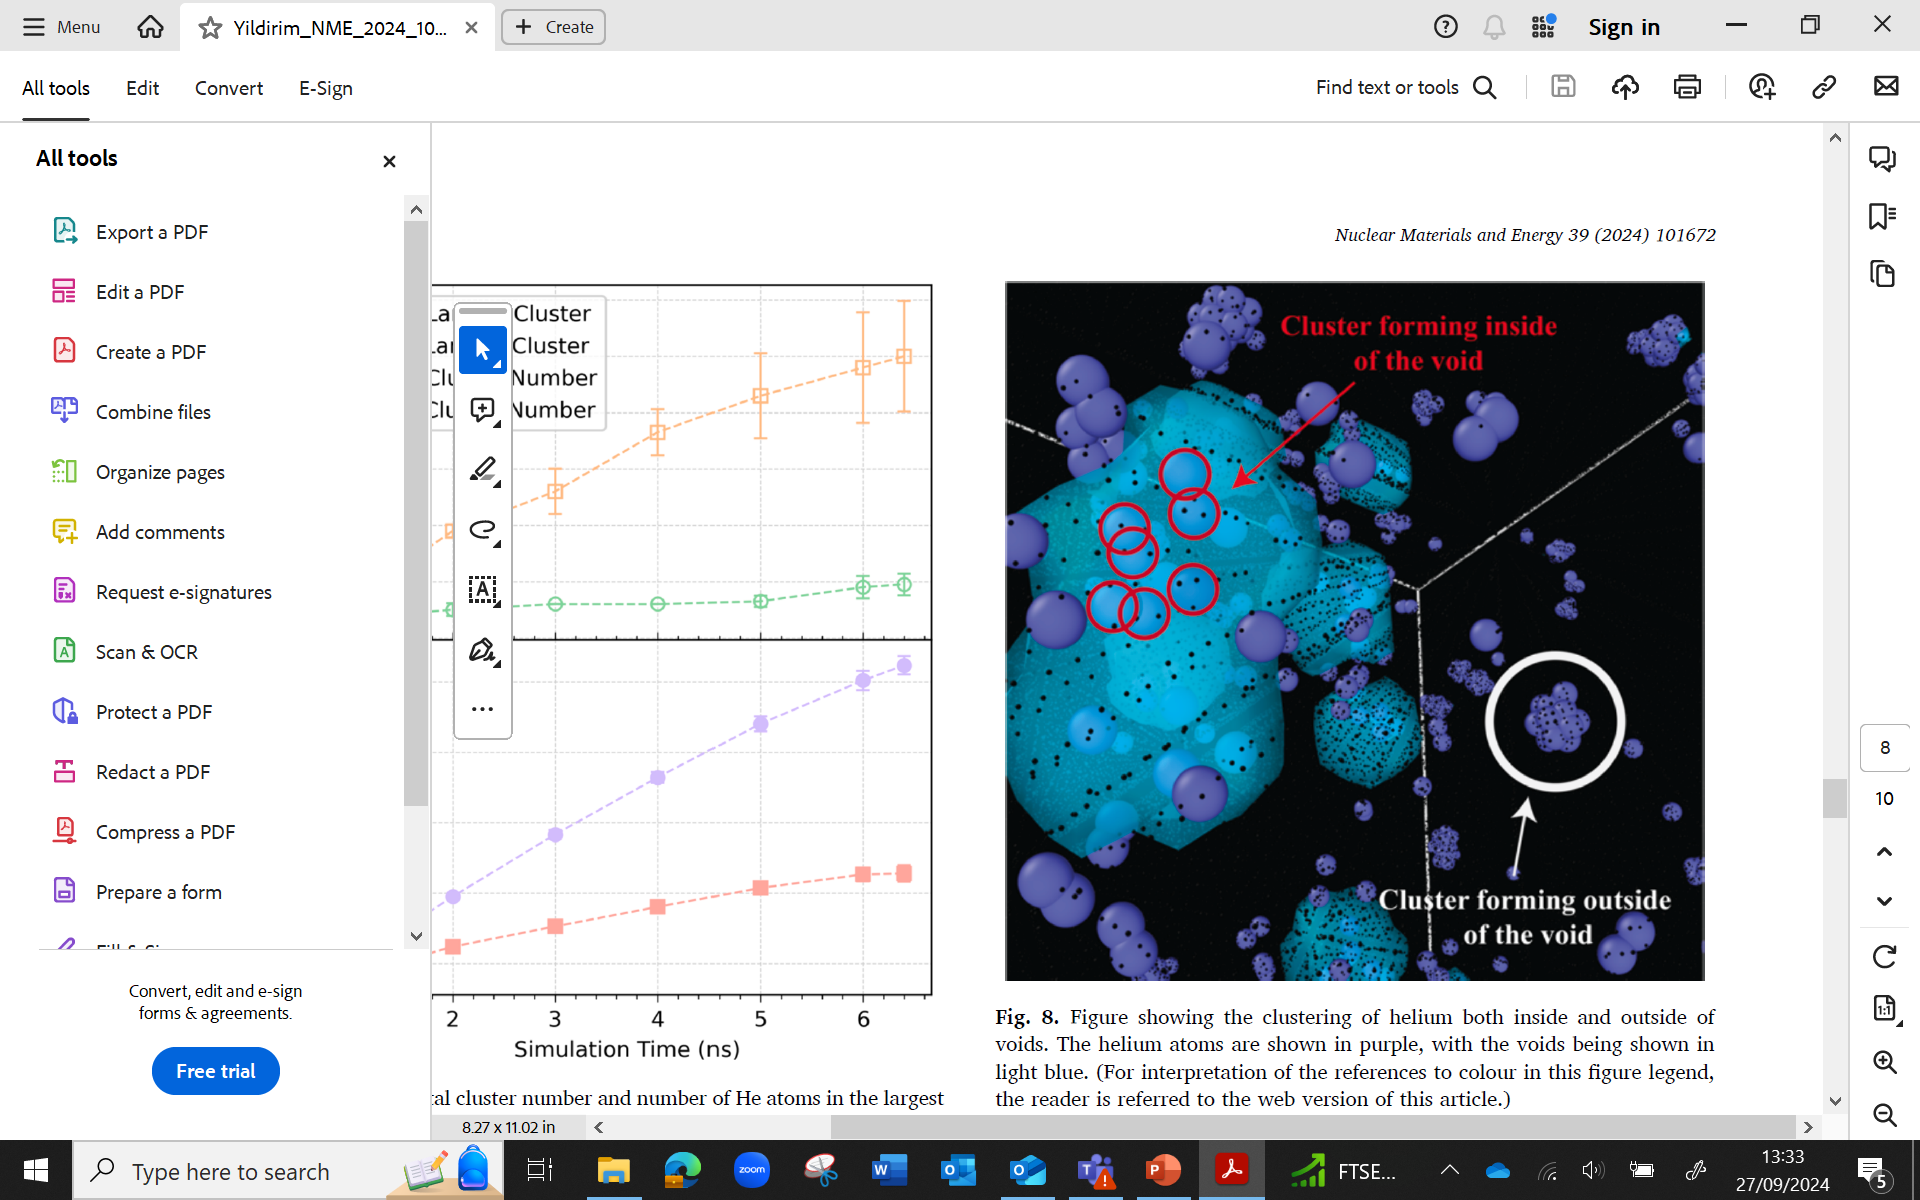 Menu
Yildirim_NME_2024_10...
Create
Sign in
All tools
Edit
Convert
E-Sign
Find text or tools
All tools
Export a PDF
Edit a PDF
Create a PDF
Combine files
Organize pages
Add comments
Request e-signatures
Scan & OCR
Protect a PDF
Redact a PDF
Compress a PDF
Prepare a form
Convert, edit and e-sign
forms & agreements.
Free trial
Nuclear Materials and Energy 39 (2024) 101672
Cluster
Cluster
Number
Number
2 3 4 5 6
Simulation Time (ns)
cluster number and number of He atoms in the largest
Cluster forming inside
of the void
Cluster forming outside
of the void
Fig. 8. Figure showing the clustering of helium both inside and outside of
voids. The helium atoms are shown in purple, with the voids being shown in
light blue. (For interpretation of the references to colour in this figure legend,
the reader is referred to the web version of this article.)
8.27 x 11.02 in
8
10
1:1
Type here to search
zoom
FTSE...
13:33
27/09/2024
5